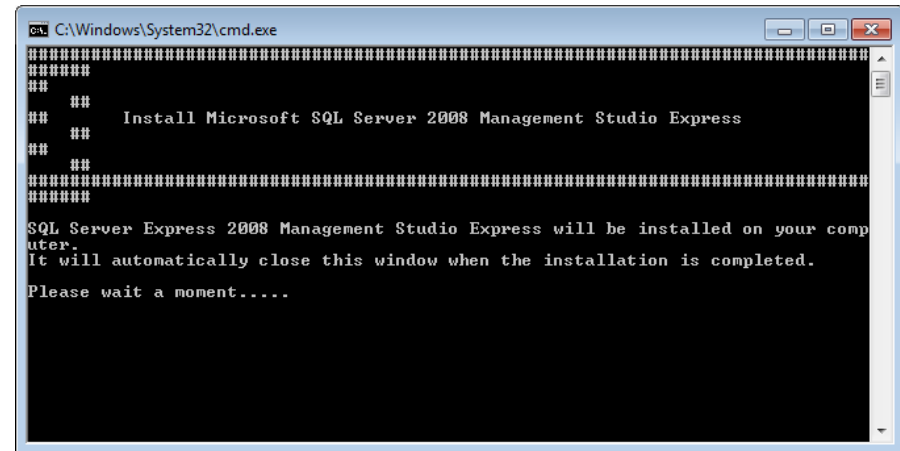 C:\Windows\System32\cmd.exe
################################################################################
######
##
    ##
##       Install Microsoft SQL Server 2008 Management Studio Express
    ##
##
    ##
################################################################################
######
SQL Server Express 2008 Management Studio Express will be installed on your comp
uter.
It will automatically close this window when the installation is completed.
Please wait a moment.....